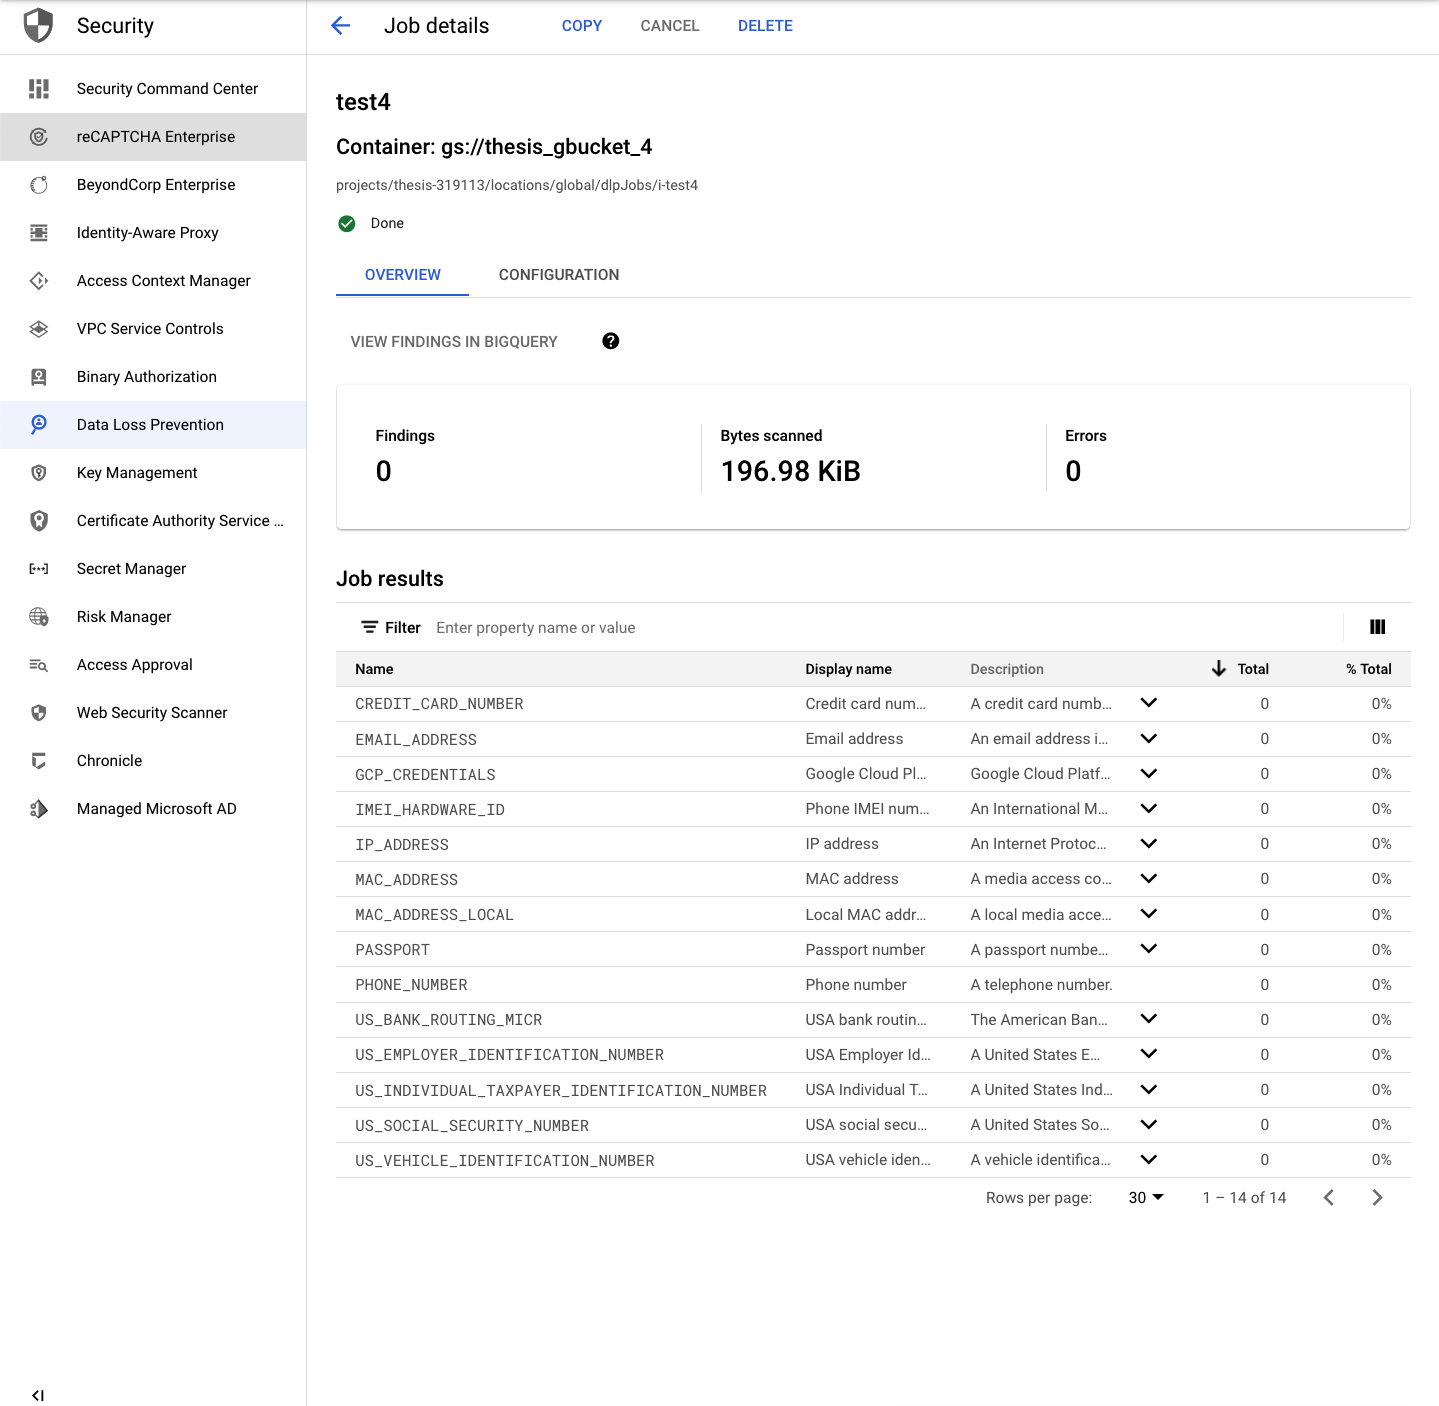 Security
Job details
COPY
CANCEL
DELETE
Security Command Center
reCAPTCHA Enterprise
BeyondCorp Enterprise
Identity-Aware Proxy
Access Context Manager
VPC Service Controls
Binary Authorization
Data Loss Prevention
Key Management
Certificate Authority Service ...
Secret Manager
Risk Manager
Access Approval
Web Security Scanner
Chronicle
Managed Microsoft AD
test4
Container: gs://thesis_gbucket_4
projects/thesis-319113/locations/global/dlpJobs/i-test4
Done
OVERVIEW CONFIGURATION
VIEW FINDINGS IN BIGQUERY ?
Findings Bytes scanned Errors
0 196.98 KiB 0
Job results
Filter Enter property name or value
Name Display name Description Total % Total
CREDIT_CARD_NUMBER Credit card num... A credit card numb... 0 0%
EMAIL_ADDRESS Email address An email address i... 0 0%
GCP_CREDENTIALS Google Cloud Pl... Google Cloud Platf... 0 0%
IMEI_HARDWARE_ID Phone IMEI num... An International M... 0 0%
IP_ADDRESS IP address An Internet Protoc... 0 0%
MAC_ADDRESS MAC address A media access co... 0 0%
MAC_ADDRESS_LOCAL Local MAC addr... A local media acce... 0 0%
PASSPORT Passport number A passport numbe... 0 0%
PHONE_NUMBER Phone number A telephone number. 0 0%
US_BANK_ROUTING_MICR USA bank routin... The American Ban... 0 0%
US_EMPLOYER_IDENTIFICATION_NUMBER USA Employer Id... A United States E... 0 0%
US_INDIVIDUAL_TAXPAYER_IDENTIFICATION_NUMBER USA Individual T... A United States Ind... 0 0%
US_SOCIAL_SECURITY_NUMBER USA social secu... A United States So... 0 0%
US_VEHICLE_IDENTIFICATION_NUMBER USA vehicle iden... A vehicle identifica... 0 0%
Rows per page: 30 1 – 14 of 14